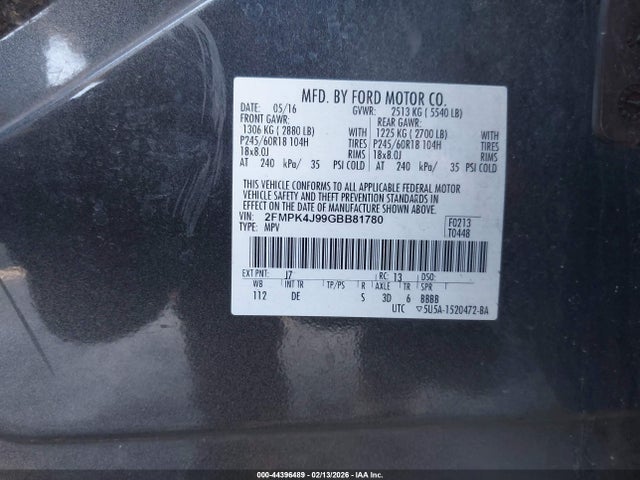 MFD. BY FORD MOTOR CO.
DATE: 05/16 GVWR: 2513 KG ( 5540 LB)
FRONT GAWR: REAR GAWR:
1306 KG ( 2880 LB) WITH 1225 KG ( 2700 LB) WITH
P245/60R18 104H TIRES P245/60R18 104H TIRES
18x8.0J RIMS 18x8.0J RIMS
AT 240 kPa/ 35 PSI COLD AT 240 kPa/ 35 PSI COLD
THIS VEHICLE CONFORMS TO ALL APPLICABLE FEDERAL MOTOR
VEHICLE SAFETY AND THEFT PREVENTION STANDARDS IN
EFFECT ON THE DATE OF MANUFACTURE SHOWN ABOVE.
VIN: 2FMPK4J99GBB81780 F0213
TYPE: MPV T0448
EXT PNT: J7 RC: 13 DSO:
WB INT TR TP/PS R AXLE TR SPR
112 DE S 3D 6 BBBB
UTC ▽5U5A-1520472-BA
000-44396489 - 02/13/2026 - IAA Inc.